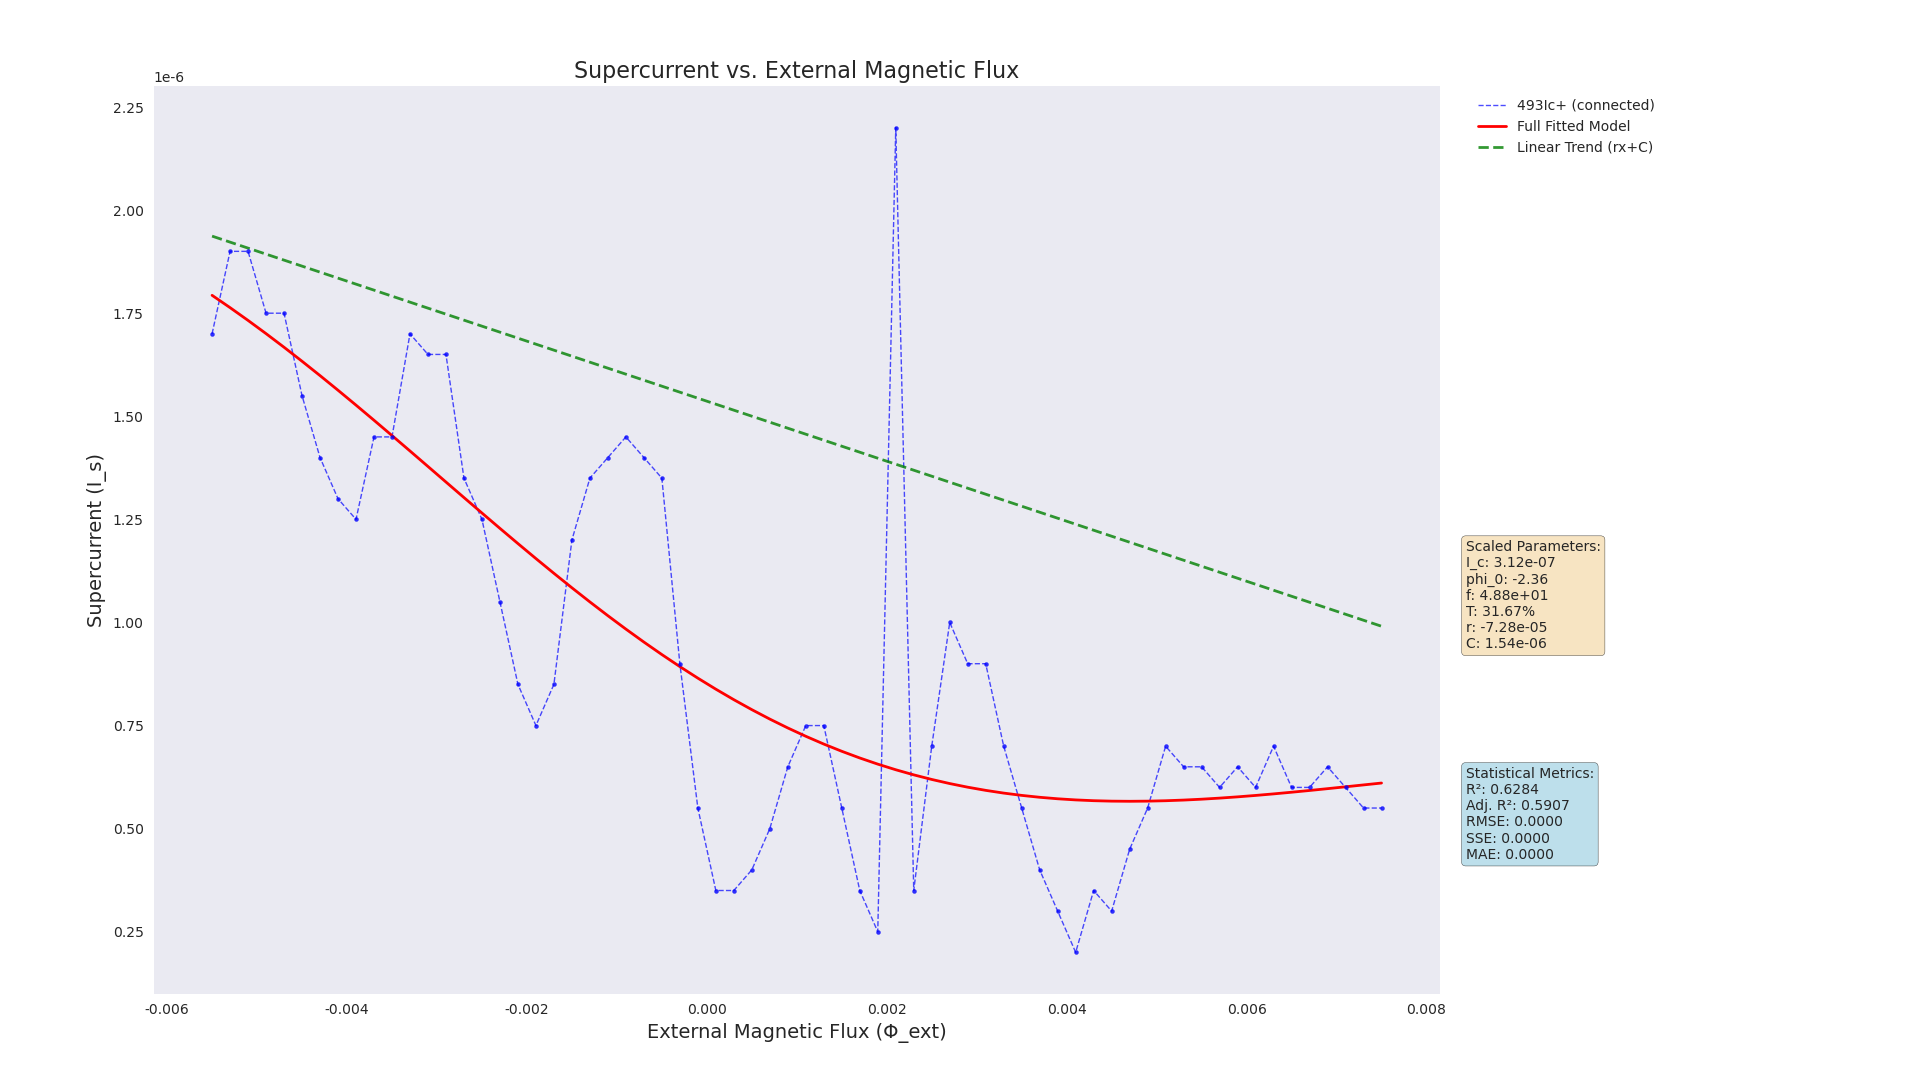 Supercurrent vs. External Magnetic Flux
1e-6
2.25
2.00
1.75
1.50
1.25
1.00
0.75
0.50
0.25
Supercurrent (I_s)
-0.006
-0.004
-0.002
0.000
0.002
0.004
0.006
0.008
External Magnetic Flux (Φ_ext)
493Ic+ (connected)
Full Fitted Model
Linear Trend (rx+C)
Scaled Parameters:
I_c: 3.12e-07
phi_0: -2.36
f: 4.88e+01
T: 31.67%
r: -7.28e-05
C: 1.54e-06
Statistical Metrics:
R²: 0.6284
Adj. R²: 0.5907
RMSE: 0.0000
SSE: 0.0000
MAE: 0.0000